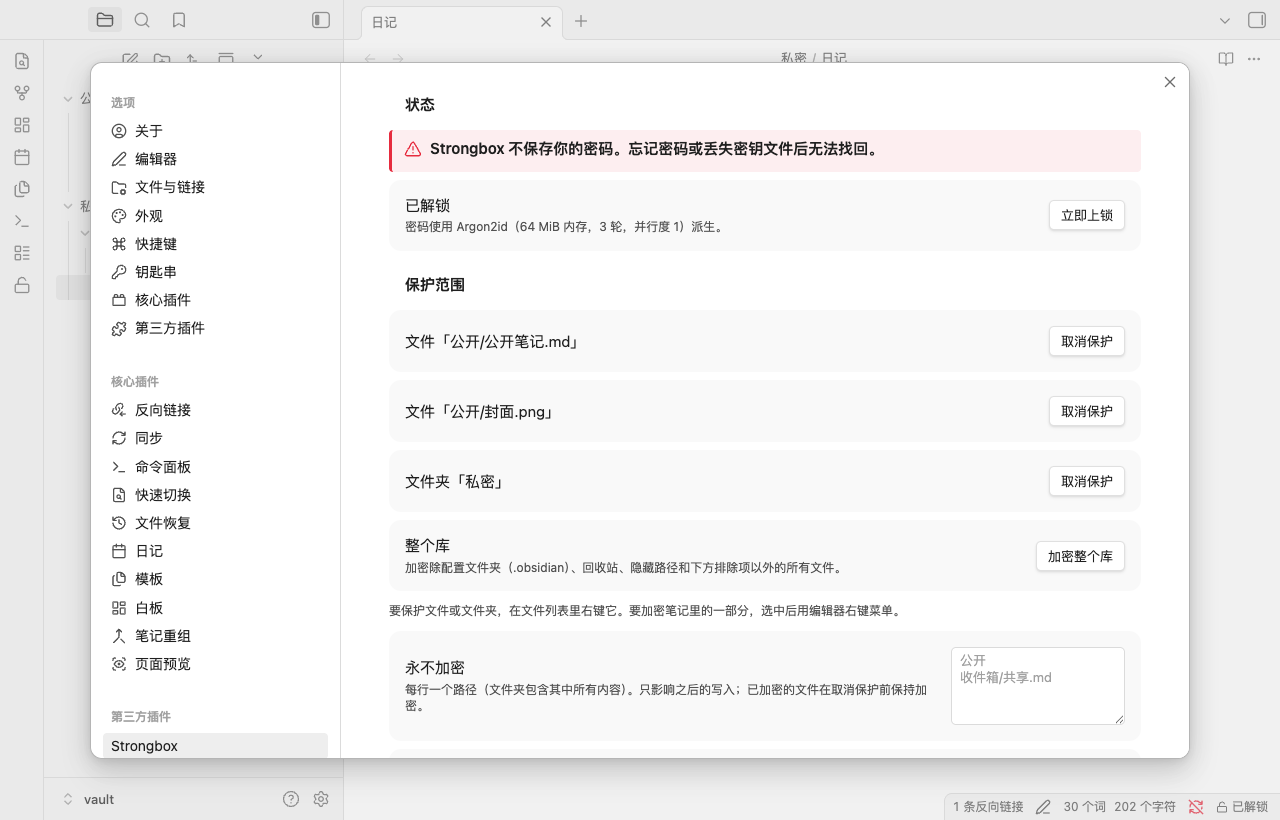 日记
私密 / 日记
公
私
选项
关于
编辑器
文件与链接
外观
快捷键
钥匙串
核心插件
第三方插件
核心插件
反向链接
同步
命令面板
快速切换
文件恢复
日记
模板
白板
笔记重组
页面预览
第三方插件
Strongbox
状态
Strongbox 不保存你的密码。忘记密码或丢失密钥文件后无法找回。
已解锁
密码使用 Argon2id（64 MiB 内存，3 轮，并行度 1）派生。
立即上锁
保护范围
文件「公开/公开笔记.md」
取消保护
文件「公开/封面.png」
取消保护
文件夹「私密」
取消保护
整个库
加密除配置文件夹（.obsidian）、回收站、隐藏路径和下方排除项以外的所有文件。
加密整个库
要保护文件或文件夹，在文件列表里右键它。要加密笔记里的一部分，选中后用编辑器右键菜单。
永不加密
每行一个路径（文件夹包含其中所有内容）。只影响之后的写入；已加密的文件在取消保护前保持加
密。
公开
收件箱/共享.md
vault
1 条反向链接
30 个词
202 个字符
已解锁